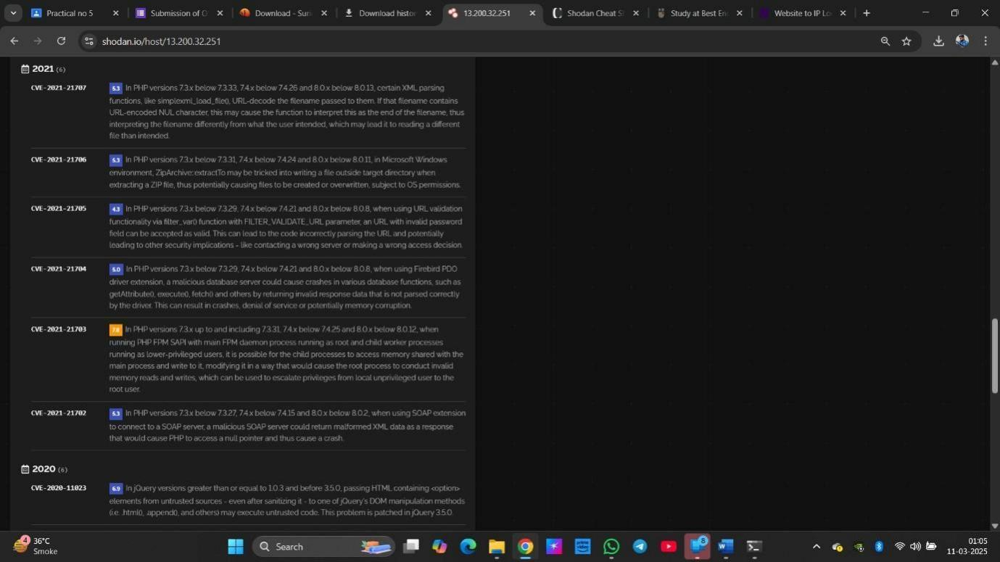 Practical no 5
Submission of O
Download - Suri
Download histor
13.200.32.251
Shodan Cheat S
Study at Best En
Website to IP Lo
shodan.io/host/13.200.32.251
2021 (6)
CVE-2021-21707
5.3 In PHP versions 7.3.x below 7.3.33, 7.4.x below 7.4.26 and 8.0.x below 8.0.13, certain XML parsing
functions, like simplexml_load_file(), URL-decode the filename passed to them. If that filename contains
URL-encoded NUL character, this may cause the function to interpret this as the end of the filename, thus
interpreting the filename differently from what the user intended, which may lead it to reading a different
file than intended.
CVE-2021-21706
5.3 In PHP versions 7.3.x below 7.3.31, 7.4.x below 7.4.24 and 8.0.x below 8.0.11, in Microsoft Windows
environment, ZipArchive::extractTo may be tricked into writing a file outside target directory when
extracting a ZIP file, thus potentially causing files to be created or overwritten, subject to OS permissions.
CVE-2021-21705
4.3 In PHP versions 7.3.x below 7.3.29, 7.4.x below 7.4.21 and 8.0.x below 8.0.8, when using URL validation
functionality via filter_var() function with FILTER_VALIDATE_URL parameter, an URL with invalid password
field can be accepted as valid. This can lead to the code incorrectly parsing the URL and potentially
leading to other security implications - like contacting a wrong server or making a wrong access decision.
CVE-2021-21704
5.0 In PHP versions 7.3.x below 7.3.29, 7.4.x below 7.4.21 and 8.0.x below 8.0.8, when using Firebird PDO
driver extension, a malicious database server could cause crashes in various database functions, such as
getAttribute(), execute(), fetch() and others by returning invalid response data that is not parsed correctly
by the driver. This can result in crashes, denial of service or potentially memory corruption.
CVE-2021-21703
7.8 In PHP versions 7.3.x up to and including 7.3.31, 7.4.x below 7.4.25 and 8.0.x below 8.0.12, when
running PHP FPM SAPI with main FPM daemon process running as root and child worker processes
running as lower-privileged users, it is possible for the child processes to access memory shared with the
main process and write to it, modifying it in a way that would cause the root process to conduct invalid
memory reads and writes, which can be used to escalate privileges from local unprivileged user to the
root user.
CVE-2021-21702
5.3 In PHP versions 7.3.x below 7.3.27, 7.4.x below 7.4.15 and 8.0.x below 8.0.2, when using SOAP extension
to connect to a SOAP server, a malicious SOAP server could return malformed XML data as a response
that would cause PHP to access a null pointer and thus cause a crash.
2020 (6)
CVE-2020-11023
6.9 In jQuery versions greater than or equal to 1.0.3 and before 3.5.0, passing HTML containing <option>
elements from untrusted sources - even after sanitizing it - to one of jQuery's DOM manipulation methods
(i.e. .html(), .append(), and others) may execute untrusted code. This problem is patched in jQuery 3.5.0.
4
36°C
Smoke
Search
prime video
8
01:05
11-03-2025